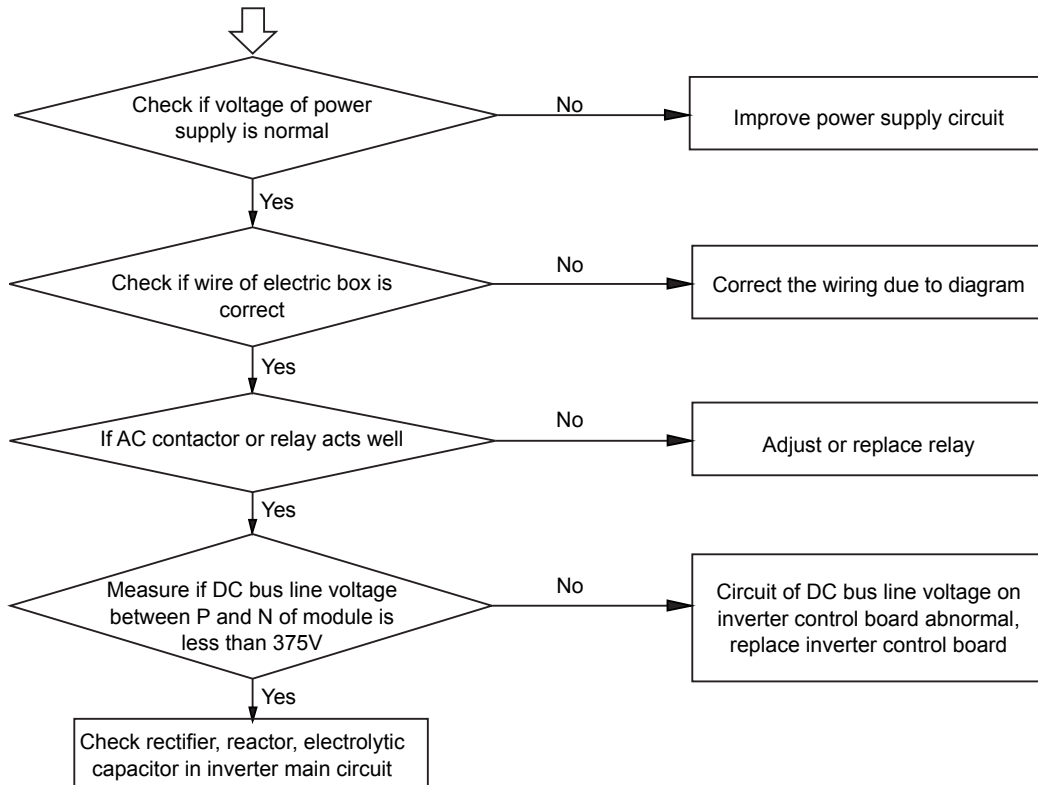 Check if voltage of power
supply is normal
No
Improve power supply circuit
Yes
Check if wire of electric box is
correct
No
Correct the wiring due to diagram
Yes
If AC contactor or relay acts well
No
Adjust or replace relay
Yes
Measure if DC bus line voltage
between P and N of module is
less than 375V
No
Circuit of DC bus line voltage on
inverter control board abnormal,
replace inverter control board
Yes
Check rectifier, reactor, electrolytic
capacitor in inverter main circuit